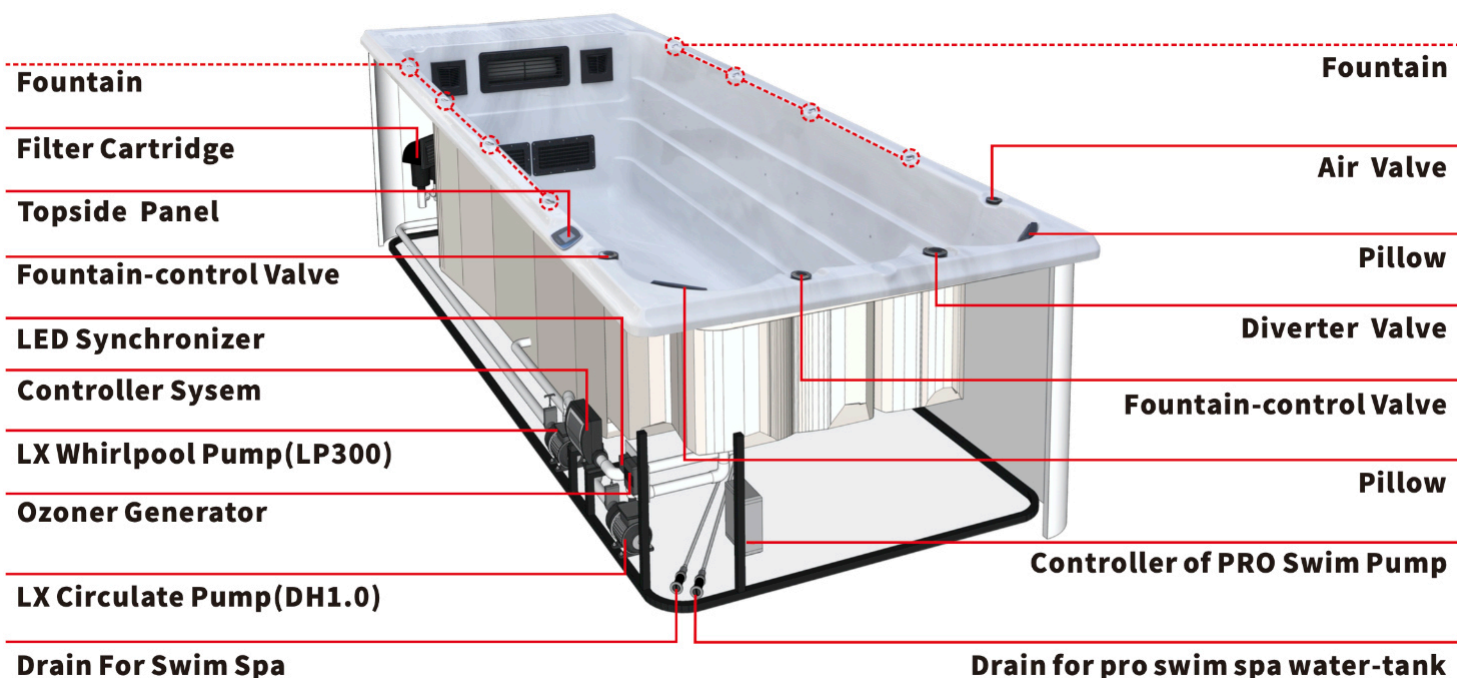 Fountain
Filter Cartridge
Topside Panel
Fountain-control Valve
LED Synchronizer
Controller Sysem
LX Whirlpool Pump(LP300)
Ozoner Generator
LX Circulate Pump(DH1.0)
Drain For Swim Spa
Fountain
Air Valve
Pillow
Diverter Valve
Fountain-control Valve
Pillow
Controller of PRO Swim Pump
Drain for pro swim spa water-tank